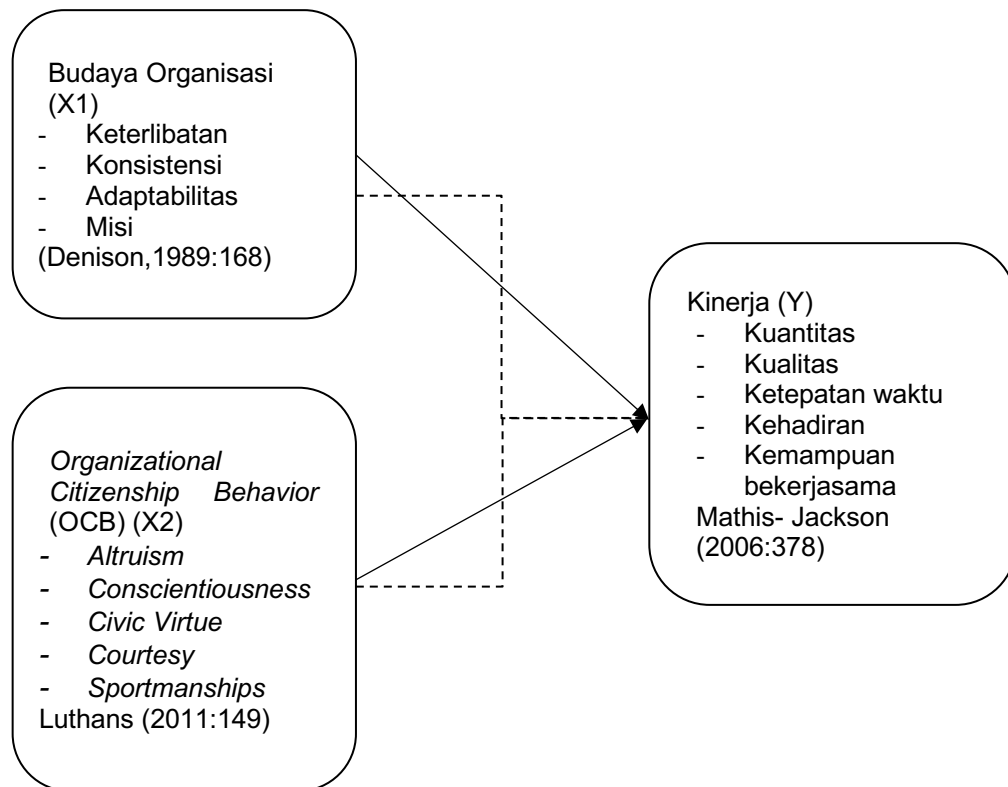 Budaya Organisasi
(X1)
- Keterlibatan
- Konsistensi
- Adaptabilitas
- Misi
(Denison,1989:168)
Organizational
Citizenship Behavior
(OCB) (X2)
- Altruism
- Conscientiousness
- Civic Virtue
- Courtesy
- Sportmanships
Luthans (2011:149)
Kinerja (Y)
- Kuantitas
- Kualitas
- Ketepatan waktu
- Kehadiran
- Kemampuan
bekerjasama
Mathis- Jackson
(2006:378)